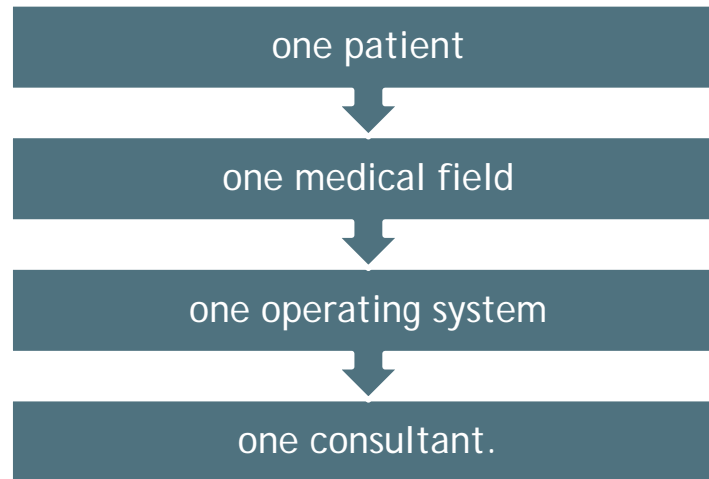 one patient
one medical field
one operating system
one consultant.